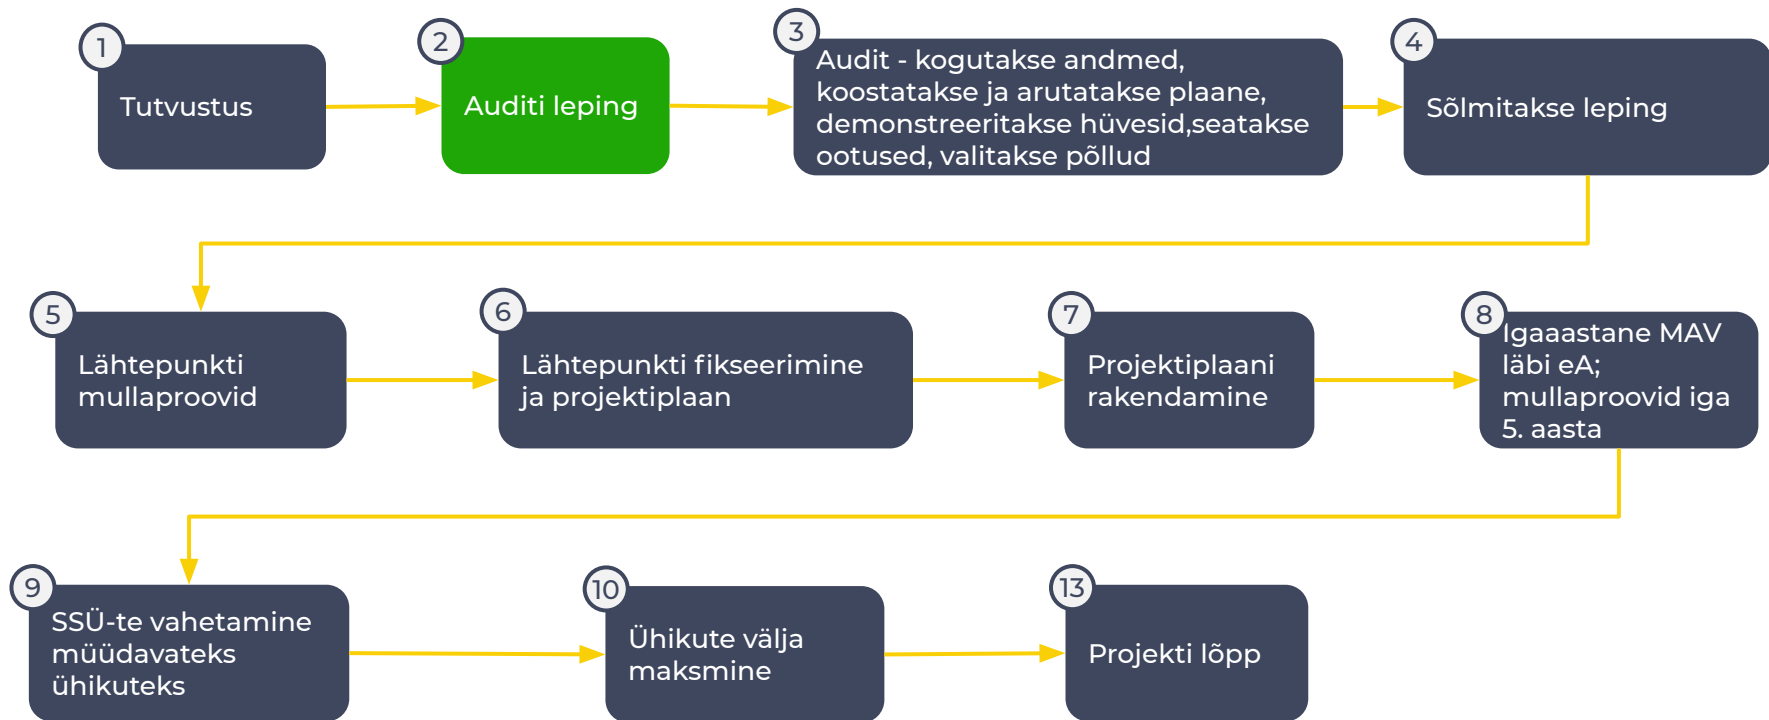 1
Tutvustus
2
Auditi leping
3
Audit - kogutakse andmed,
koostatakse ja arutatakse plaane,
demonstreeritakse hüvesid,seatakse
ootused, valitakse põllud
4
Sõlmitakse leping
5
Lähtepunkti
mullaproovid
6
Lähtepunkti fikseerimine
ja projektiplaan
7
Projektiplaani
rakendamine
8
Igaaastane MAV
läbi eA;
mullaproovid iga
5. aasta
9
SSÜ-te vahetamine
müüdavateks
ühikuteks
10
Ühikute välja
maksmine
13
Projekti lõpp